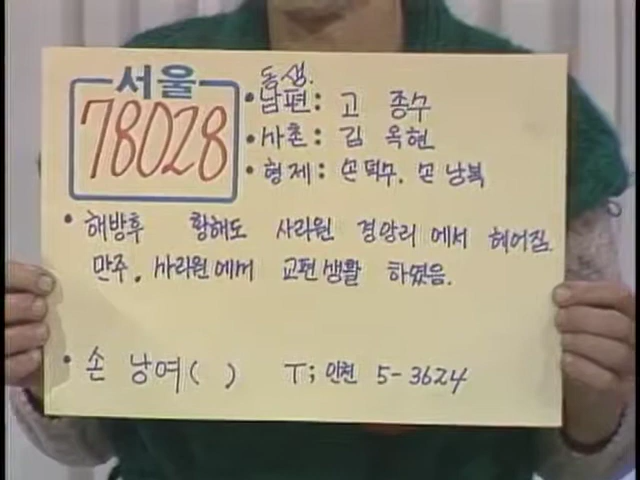 서울
78028
동생.
• 남편: 고 종수
• 사촌: 김 옥현
• 형제: 손덕수. 손 낭복
• 해방후 황해도 사리원 경암리 에서 헤어짐
만주. 사리원에서 교편생활 하였음.
• 손 낭여( ) T; 인천 5-3624